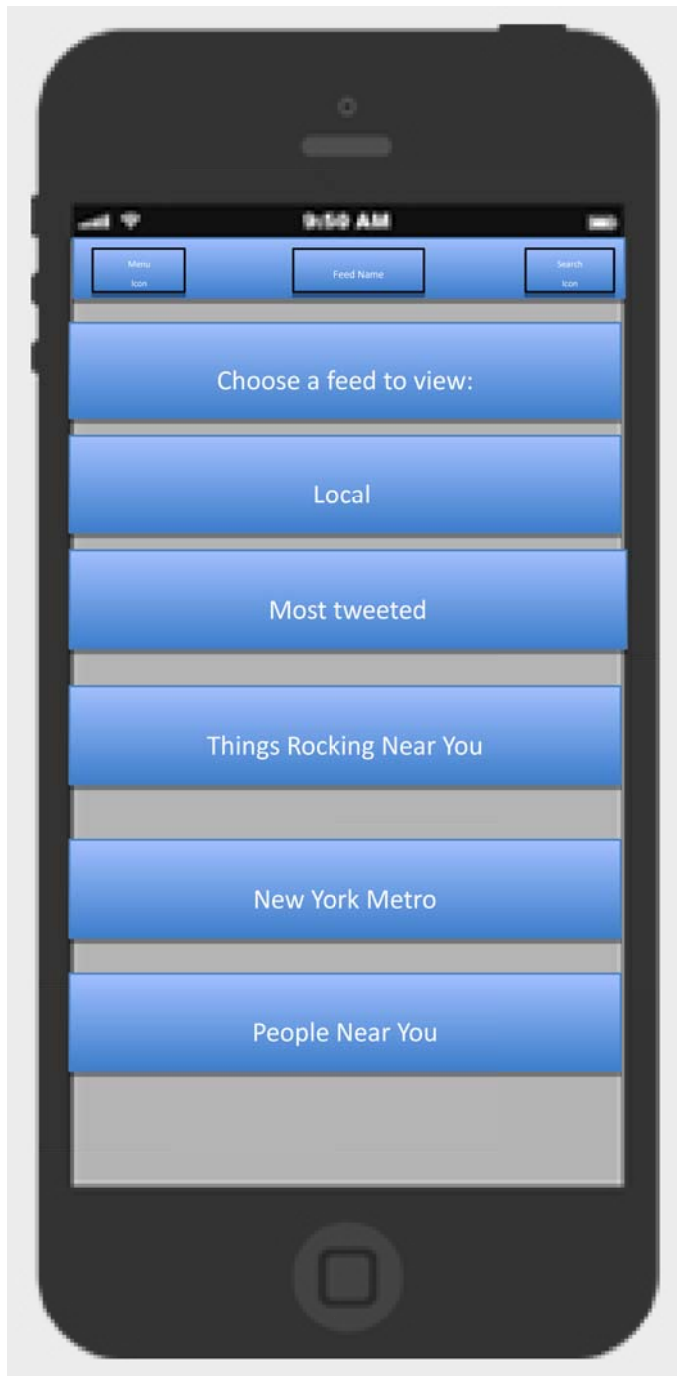 9:50 AM
Menu
Icon
Feed Name
Search
Icon
Choose a feed to view:
Local
Most tweeted
Things Rocking Near You
New York Metro
People Near You